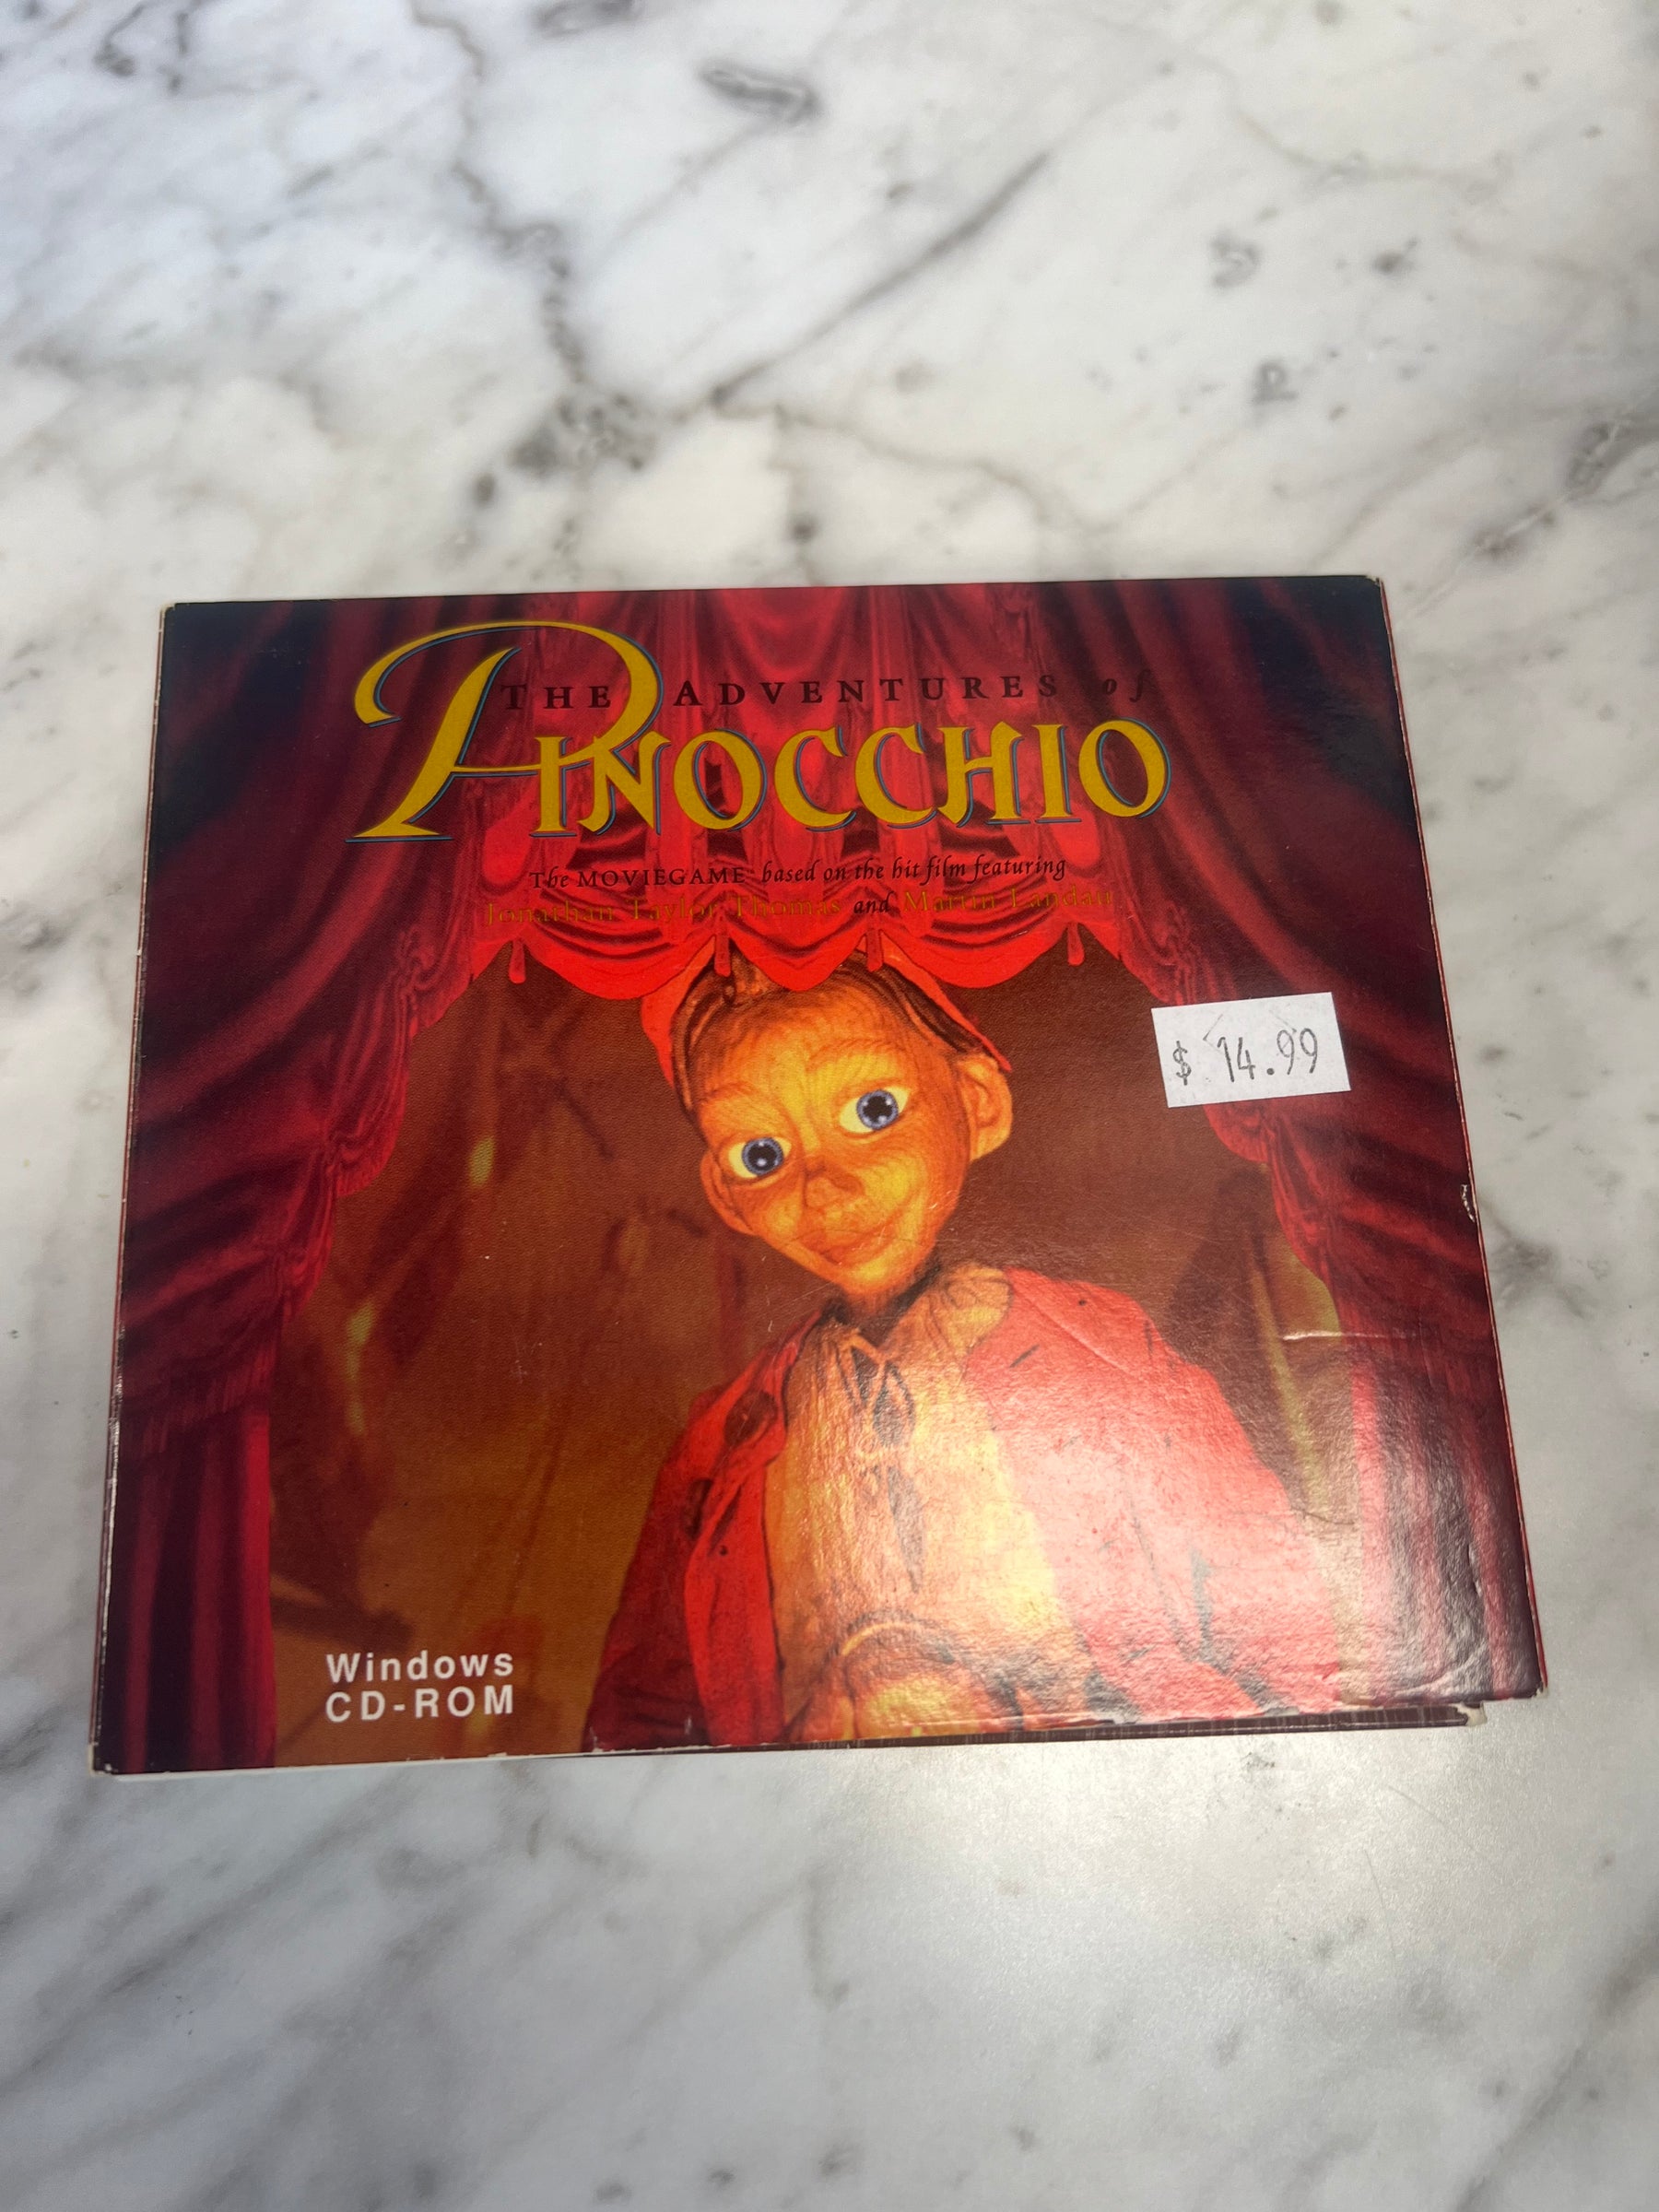 THE ADVENTURES of
PINOCCHIO
The MOVIEGAME based on the hit film featuring
Jonathan Taylor Thomas and Martin Landau
$ 14.99
Windows
CD-ROM